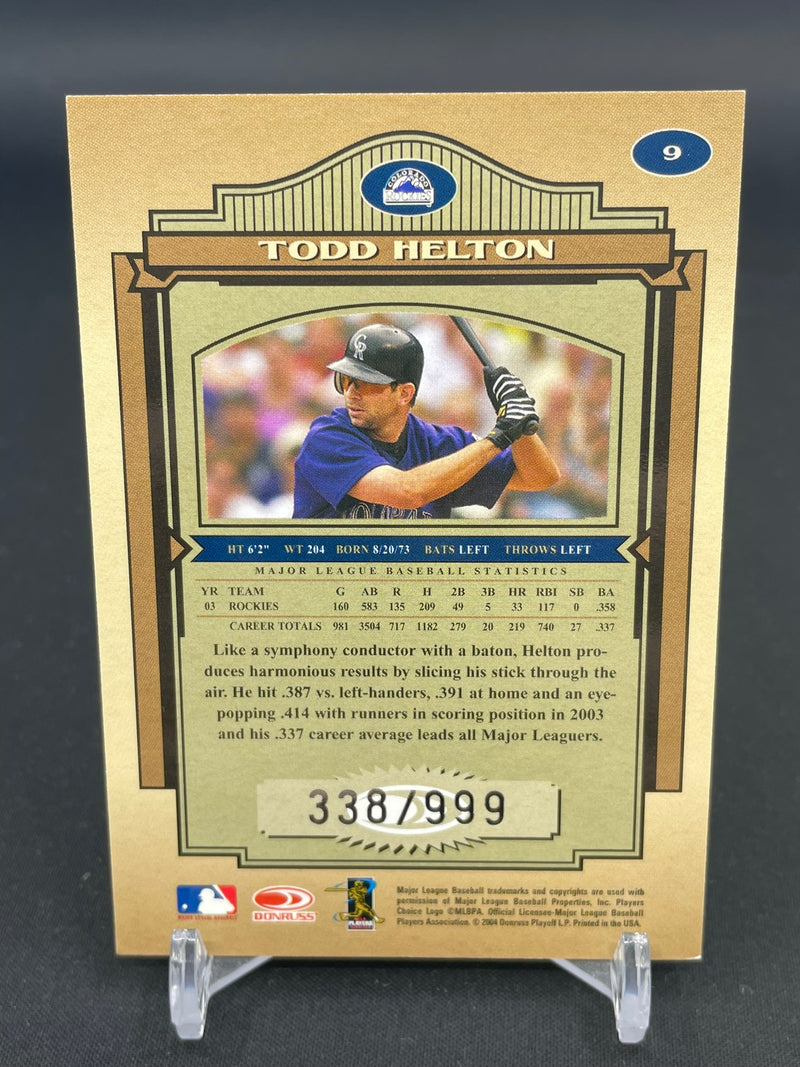 9
COLORADO
ROCKIES
TODD HELTON
CR
HT 6'2" WT 204 BORN 8/20/73 BATS LEFT THROWS LEFT
MAJOR LEAGUE BASEBALL STATISTICS
YR TEAM G AB R H 2B 3B HR RBI SB BA
03 ROCKIES 160 583 135 209 49 5 33 117 0 .358
CAREER TOTALS 981 3504 717 1182 279 20 219 740 27 .337
Like a symphony conductor with a baton, Helton pro-
duces harmonious results by slicing his stick through the
air. He hit .387 vs. left-handers, .391 at home and an eye-
popping .414 with runners in scoring position in 2003
and his .337 career average leads all Major Leaguers.
338/999
MAJOR LEAGUE BASEBALL
DONRUSS
PLAYERS
Major League Baseball trademarks and copyrights are used with
permission of Major League Baseball Properties, Inc. Players
Choice Logo ©MLBPA. Official Licensee-Major League Baseball
Players Association. © 2004 Donruss Playoff L.P. Printed in the USA.